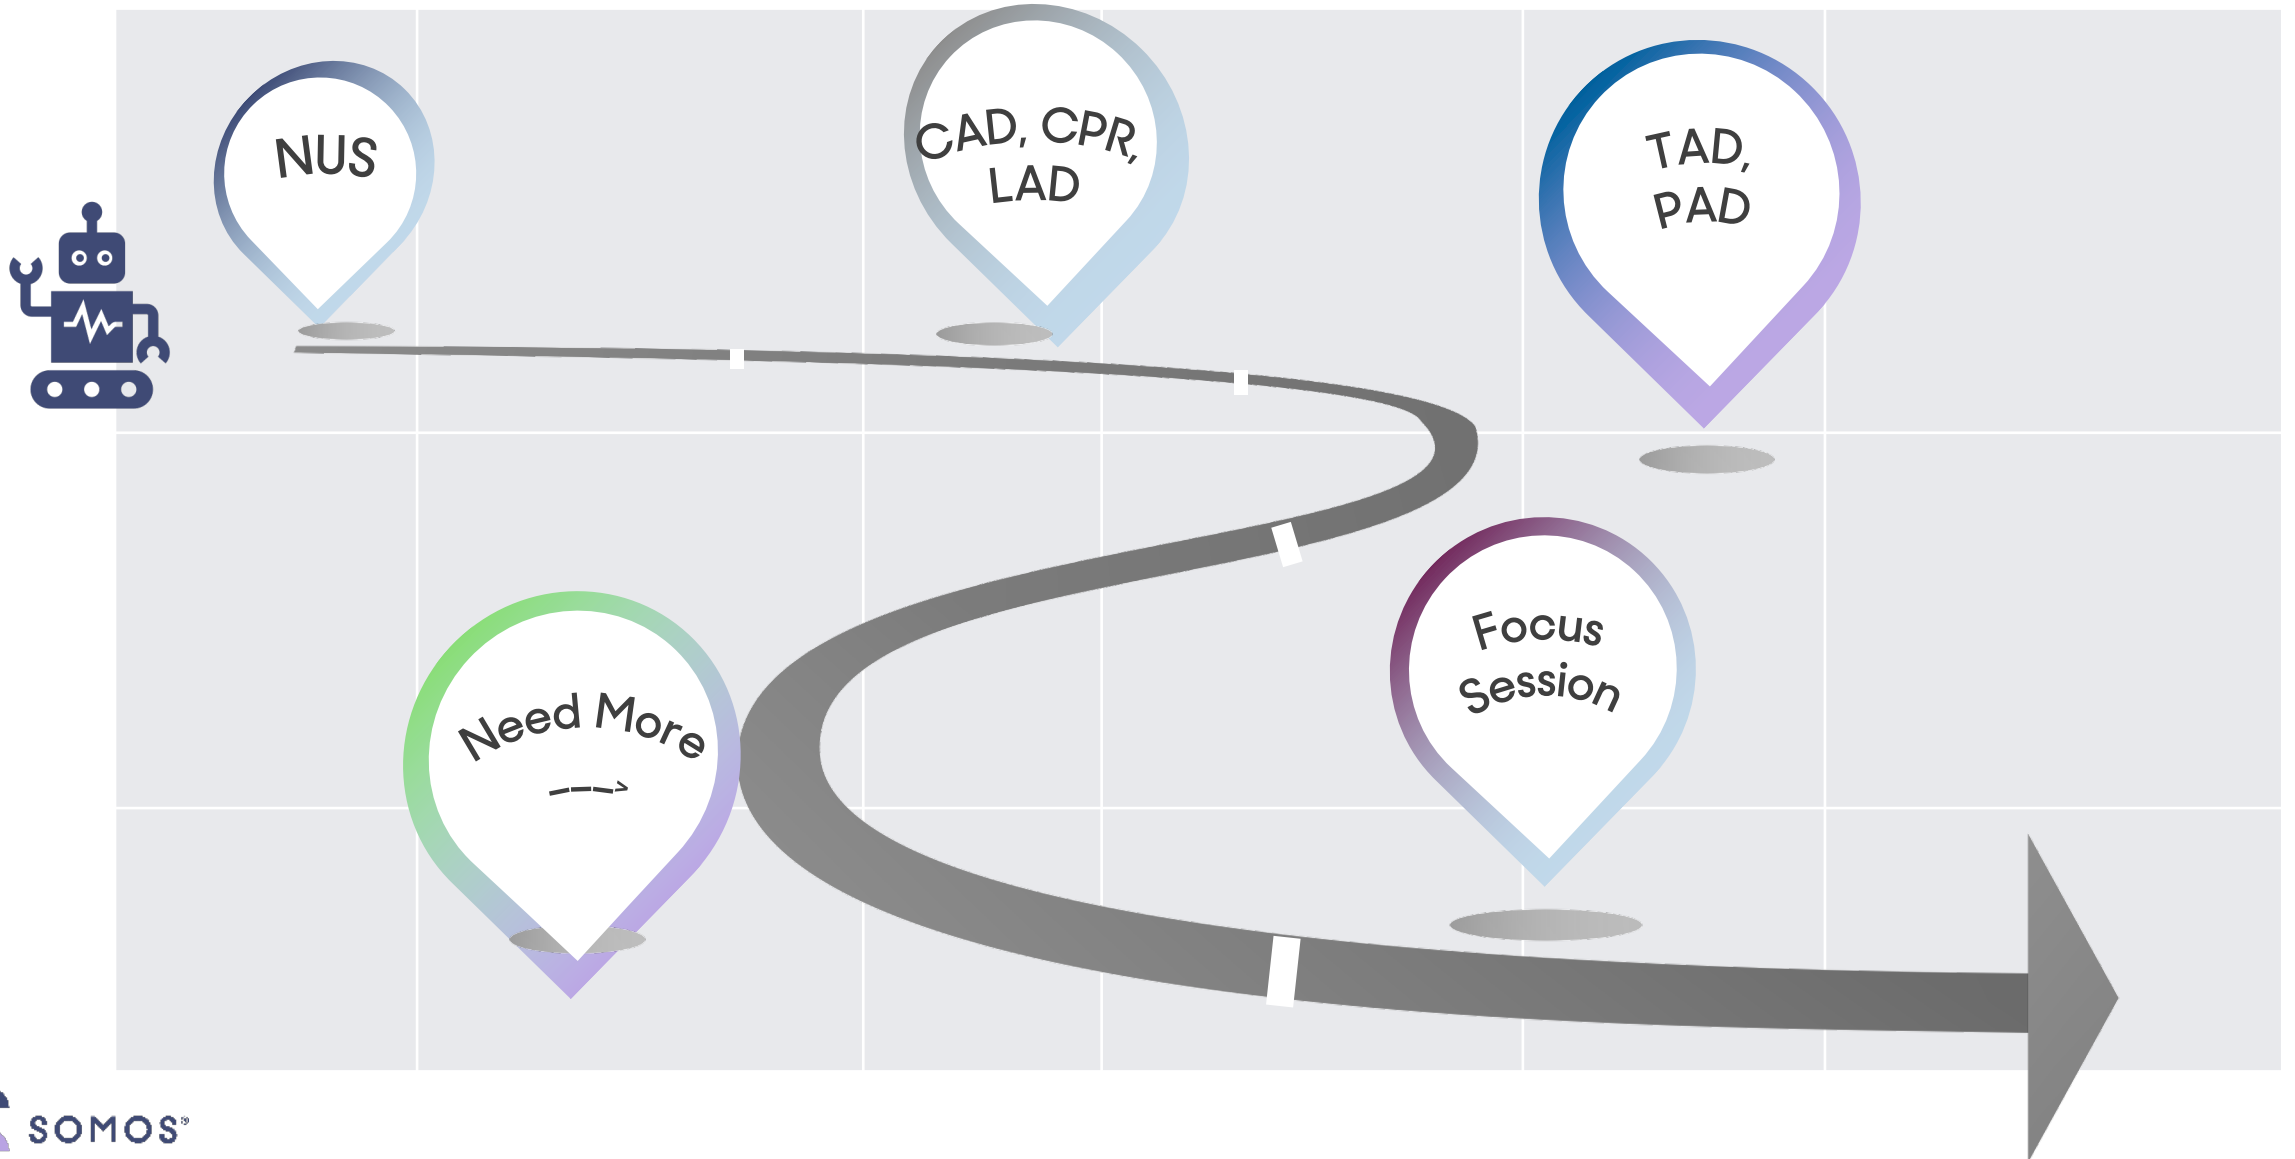 NUS
CAD, CPR,
LAD
TAD,
PAD
Need More
---->
Focus
Session
SOMOS®